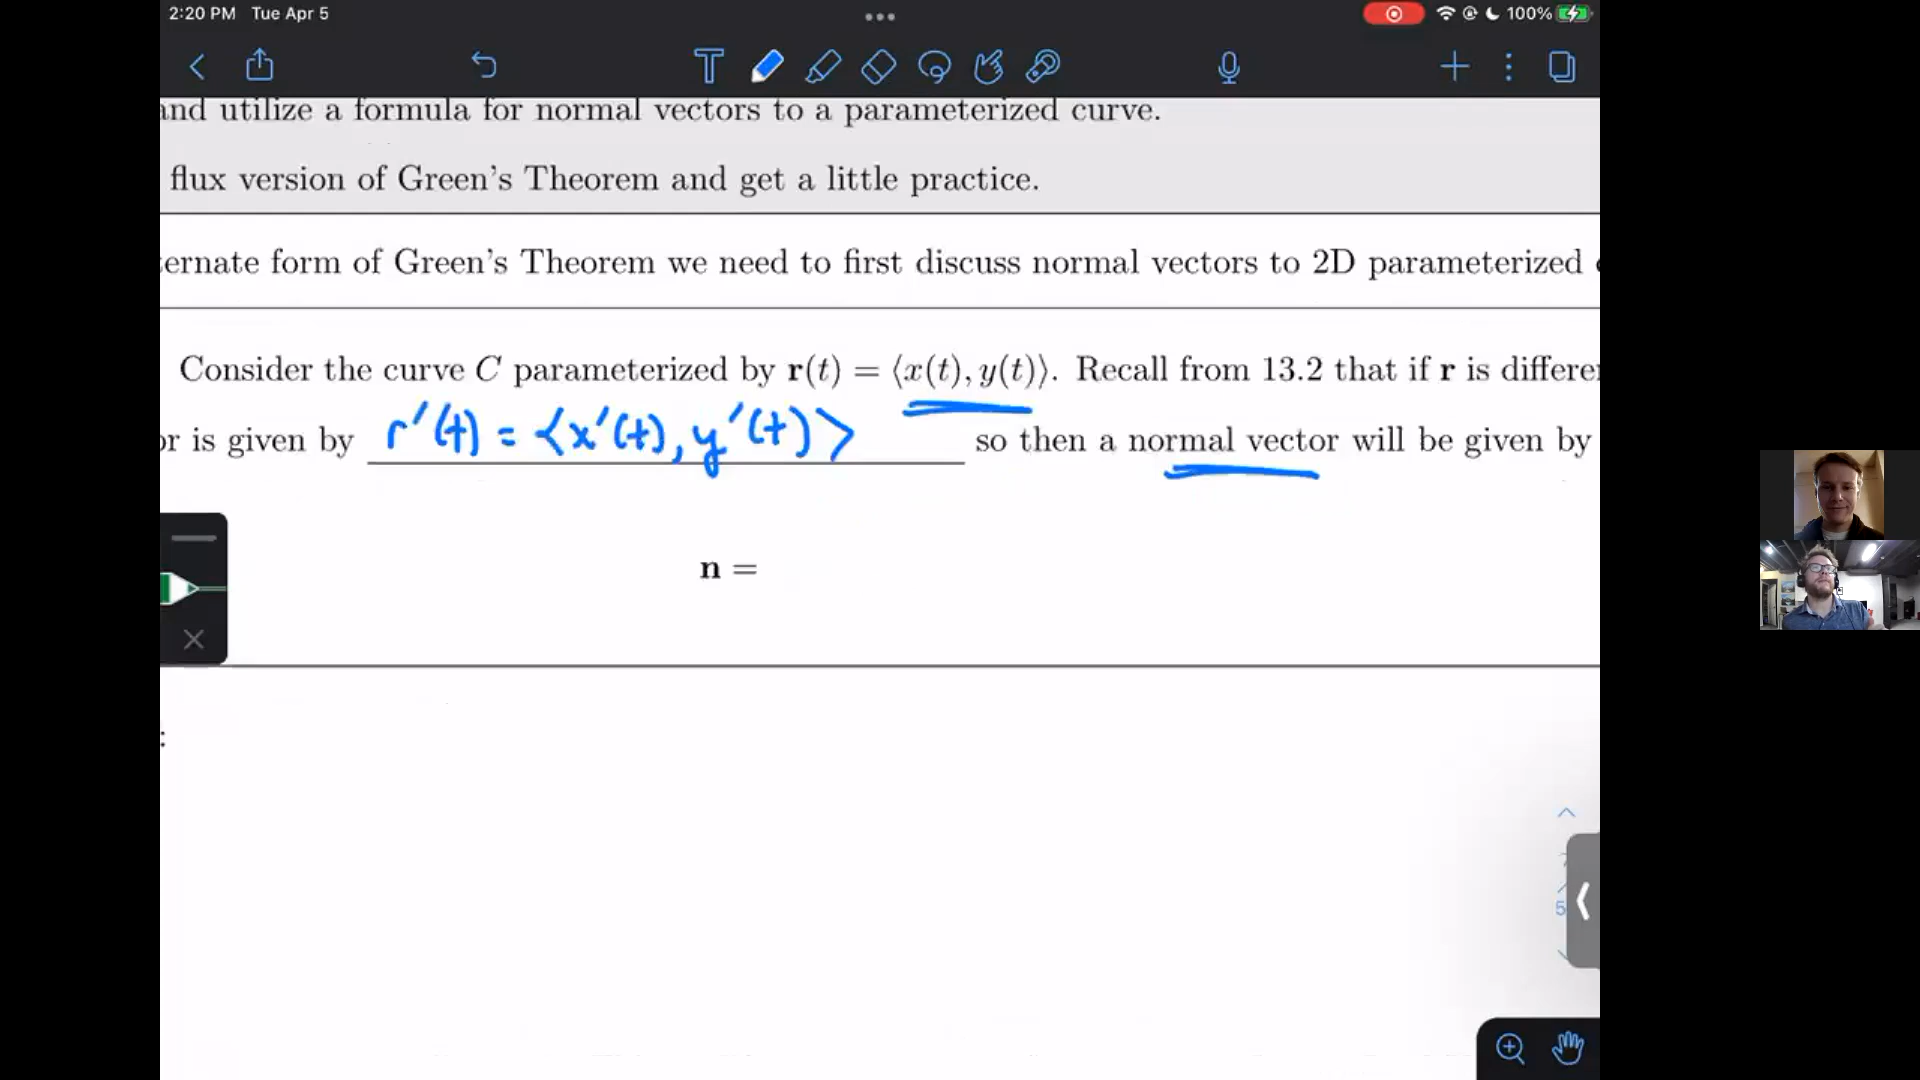 2:20 PM Tue Apr 5
100%
and utilize a formula for normal vectors to a parameterized curve.
flux version of Green's Theorem and get a little practice.
ernate form of Green's Theorem we need to first discuss normal vectors to 2D parameterized
Consider the curve C parameterized by r(t) = ⟨x(t), y(t)⟩. Recall from 13.2 that if r is differe
or is given by r'(t) = ⟨x'(t), y'(t)⟩ so then a normal vector will be given by
n =
:
5